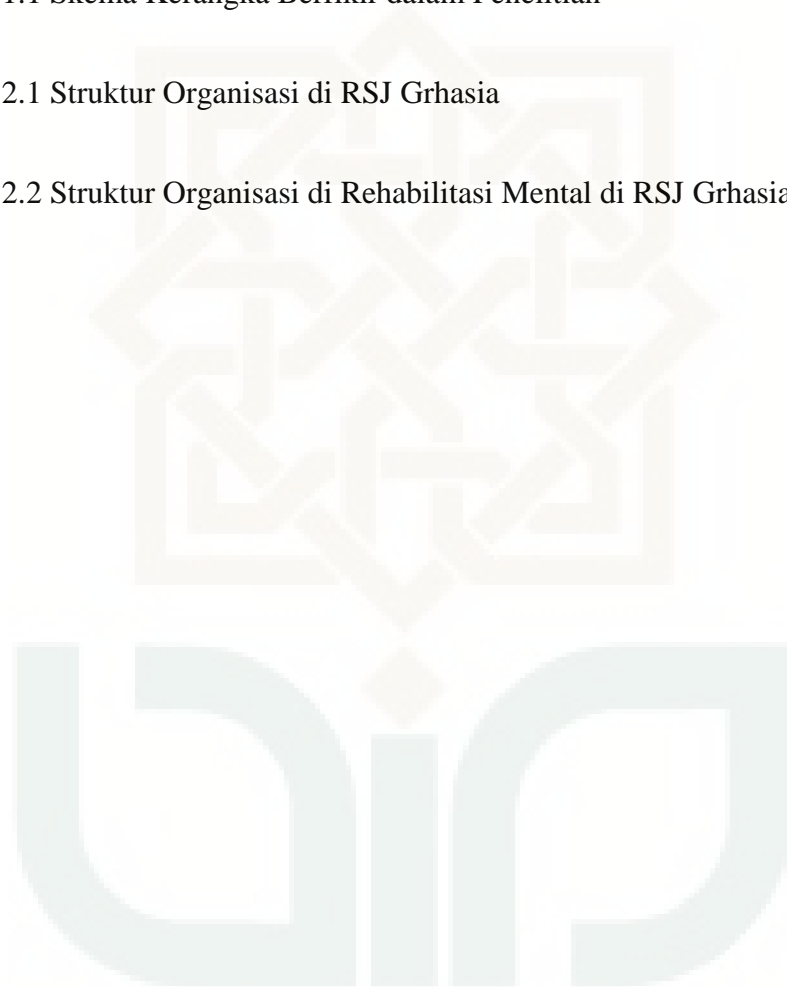 1.1 Skema Kerangka Berfikir dalam Penelitian
2.1 Struktur Organisasi di RSJ Grhasia
2.2 Struktur Organisasi di Rehabilitasi Mental di RSJ Grhasia